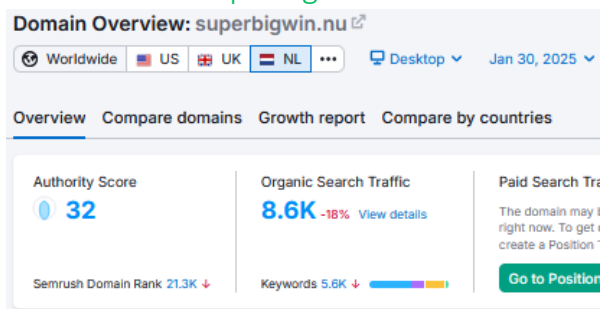 Domain Overview: superbigwin.nu
Worldwide US UK NL ••• Desktop Jan 30, 2025
Overview Compare domains Growth report Compare by countries
Authority Score Organic Search Traffic Paid Search
32 8.6K -18% View details
The domain may
right now. To get
create a Position
Semrush Domain Rank 21.3K ↓ Keywords 5.6K ↓ Go to Position